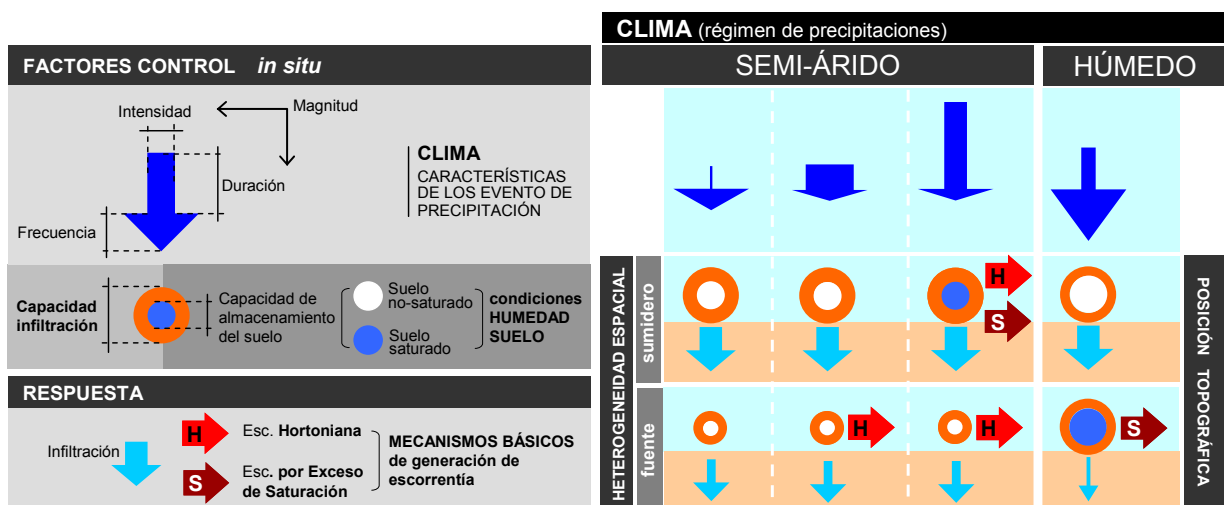 FACTORES CONTROL in situ
Intensidad
Magnitud
Duración
Frecuencia
CLIMA
CARACTERÍSTICAS
DE LOS EVENTO DE
PRECIPITACIÓN
Capacidad
infiltración
Capacidad de
almacenamiento
del suelo
Suelo
no-saturado
Suelo
saturado
condiciones
HUMEDAD
SUELO
RESPUESTA
Infiltración
H
Esc. Hortoniana
S
Esc. por Exceso
de Saturación
MECANISMOS BÁSICOS
de generación de
escorrentía
CLIMA (régimen de precipitaciones)
SEMI-ÁRIDO
HÚMEDO
HETEROGENEIDAD ESPACIAL
sumidero
H
S
fuente
H
H
S
POSICIÓN TOPOGRÁFICA